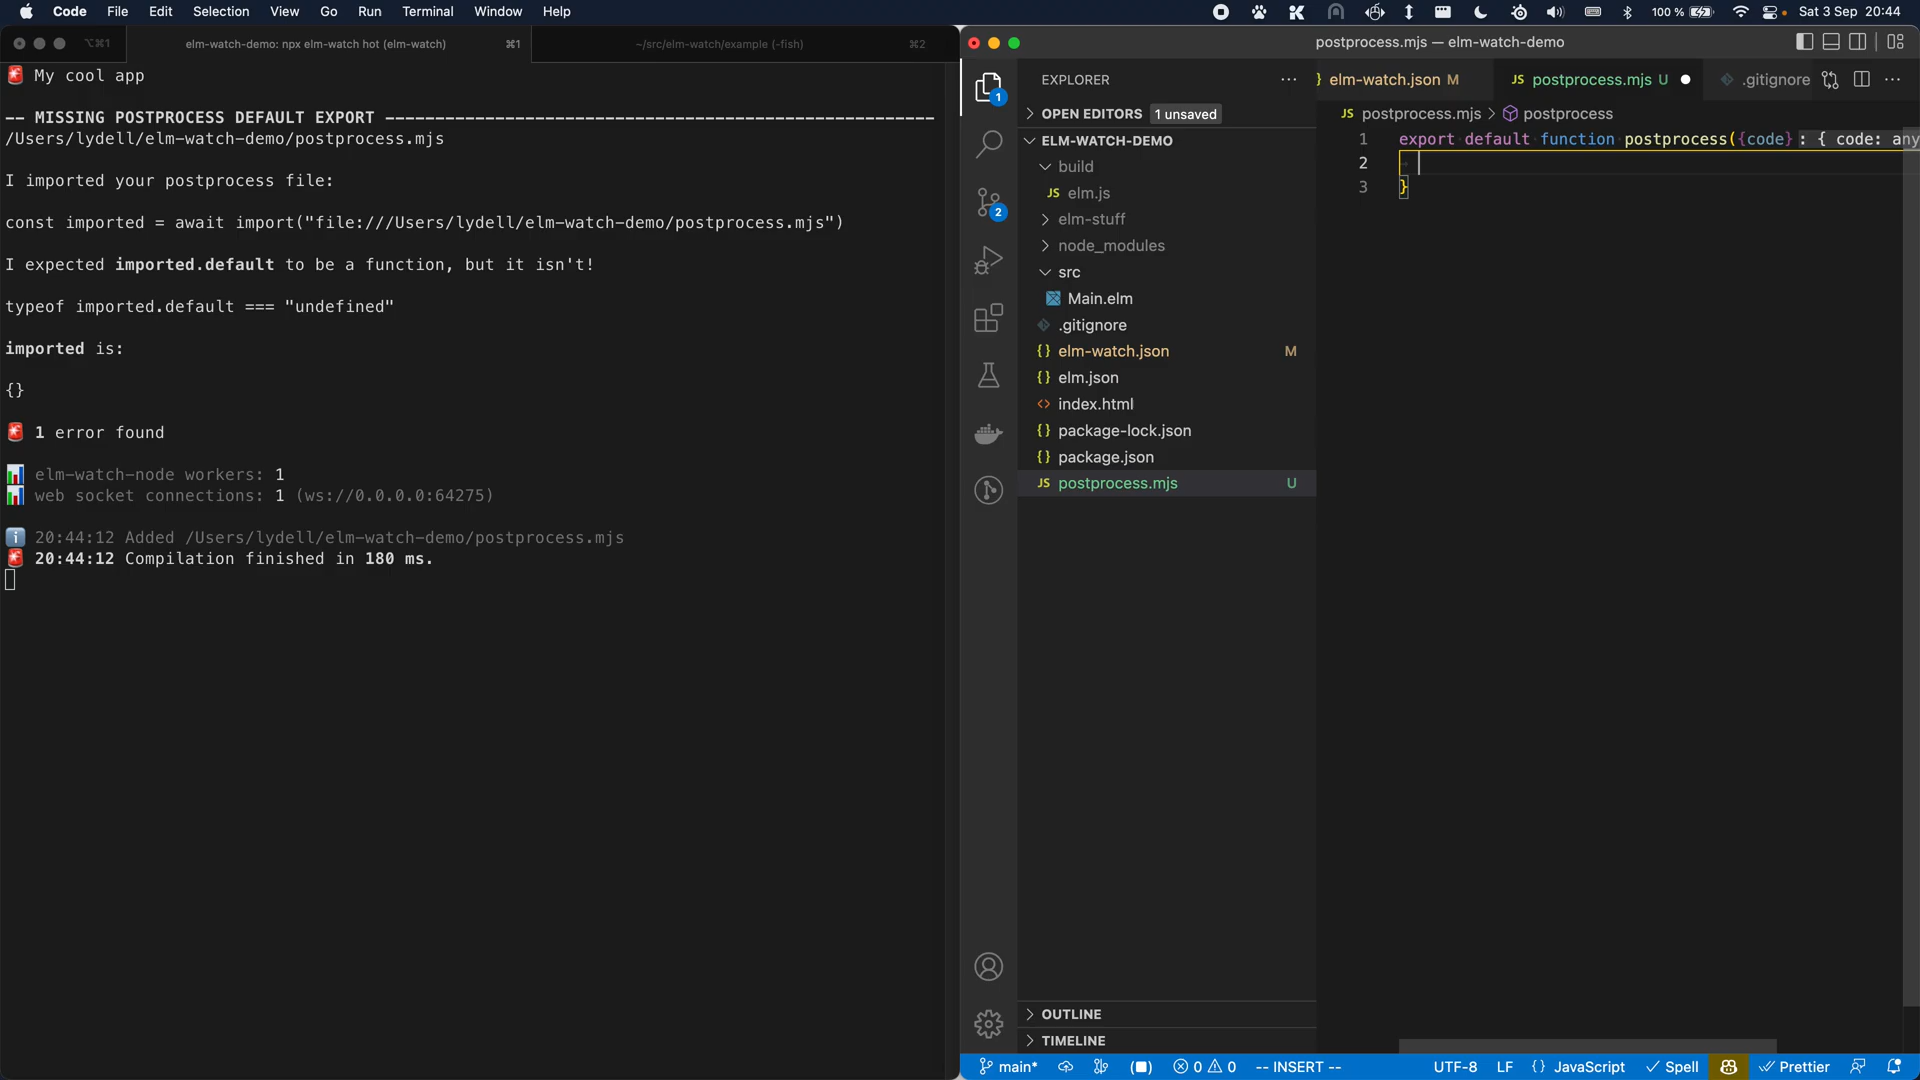 Code File Edit Selection View Go Run Terminal Window Help
100 % Sat 3 Sep 20:44
⌥⌘1 elm-watch-demo: npx elm-watch hot (elm-watch) ⌘1 ~/src/elm-watch/example (-fish) ⌘2
🚨 My cool app
-- MISSING POSTPROCESS DEFAULT EXPORT -------------------------------------------------------
/Users/lydell/elm-watch-demo/postprocess.mjs
I imported your postprocess file:
const imported = await import("file:///Users/lydell/elm-watch-demo/postprocess.mjs")
I expected imported.default to be a function, but it isn't!
typeof imported.default === "undefined"
imported is:
{}
🚨 1 error found
📊 elm-watch-node workers: 1
📊 web socket connections: 1 (ws://0.0.0.0:64275)
ℹ️ 20:44:12 Added /Users/lydell/elm-watch-demo/postprocess.mjs
🚨 20:44:12 Compilation finished in 180 ms.
postprocess.mjs — elm-watch-demo
1
2
EXPLORER ···
OPEN EDITORS 1 unsaved
ELM-WATCH-DEMO
build
JS elm.js
elm-stuff
node_modules
src
Main.elm
.gitignore
{} elm-watch.json M
{} elm.json
<> index.html
{} package-lock.json
{} package.json
JS postprocess.mjs U
OUTLINE
TIMELINE
} elm-watch.json M JS postprocess.mjs U .gitignore ···
JS postprocess.mjs > postprocess
1 export default function postprocess({code}: { code: any
2
3 }
main* 0 0 -- INSERT -- UTF-8 LF {} JavaScript Spell Prettier